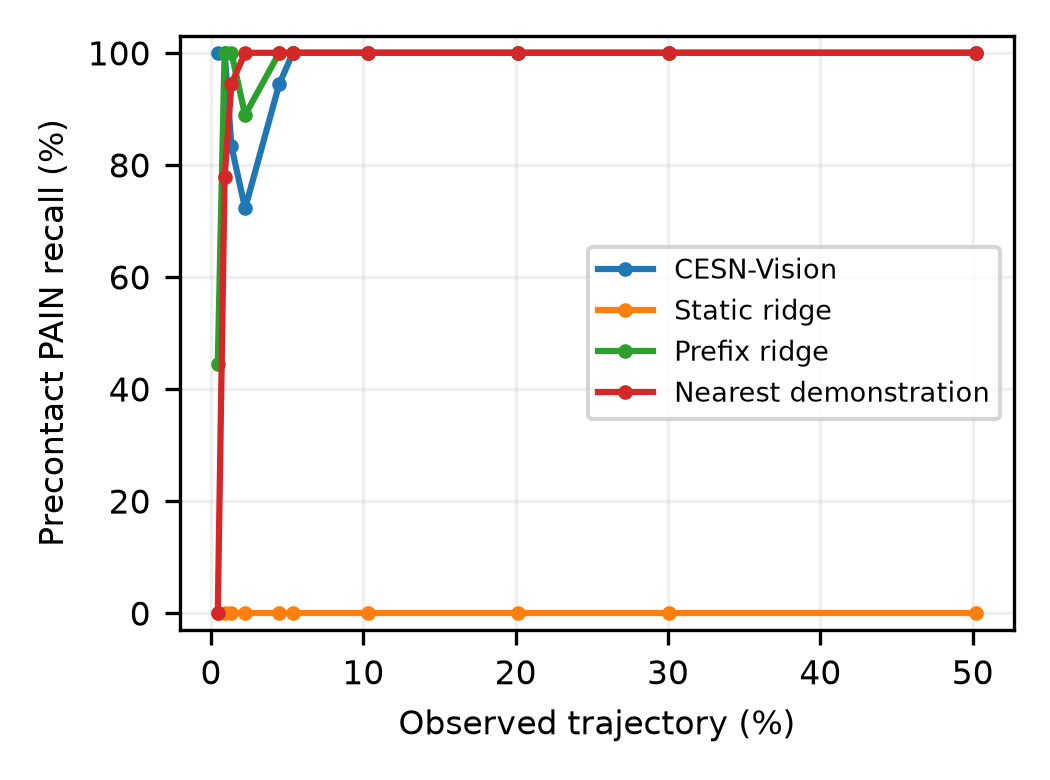 Precontact PAIN recall (%)
100
80
60
40
20
0
CESN-Vision
Static ridge
Prefix ridge
Nearest demonstration
0 10 20 30 40 50
Observed trajectory (%)